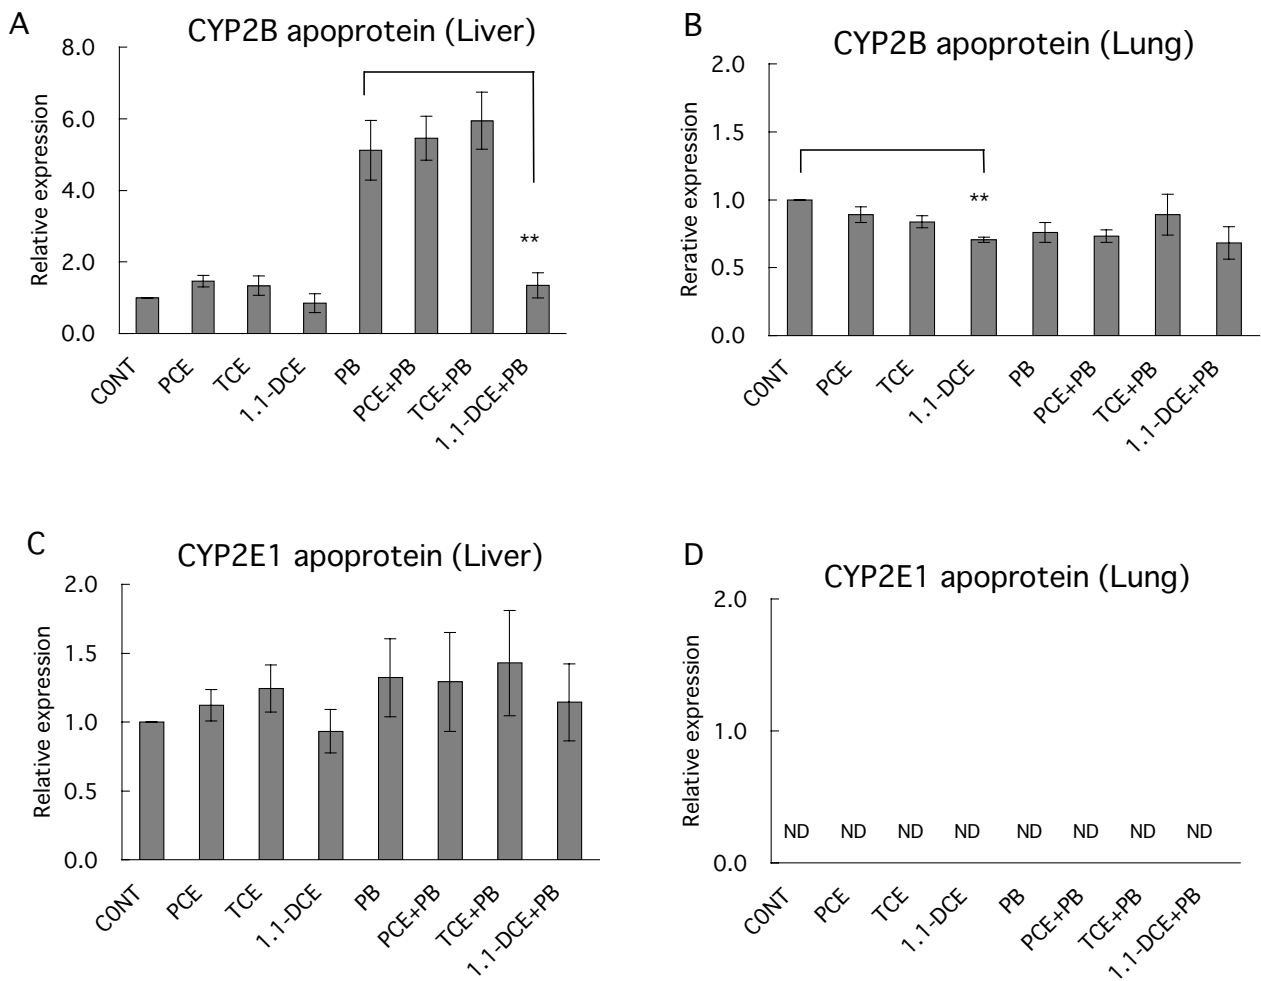 A
CYP2B apoprotein (Liver)
Relative expression
8.0
6.0
4.0
2.0
0.0
**
CONT
PCE
TCE
1.1-DCE
PB
PCE+PB
TCE+PB
1.1-DCE+PB
B
CYP2B apoprotein (Lung)
Rerative expression
2.0
1.5
1.0
0.5
0.0
**
CONT
PCE
TCE
1.1-DCE
PB
PCE+PB
TCE+PB
1.1-DCE+PB
C
CYP2E1 apoprotein (Liver)
Relative expression
2.0
1.5
1.0
0.5
0.0
CONT
PCE
TCE
1.1-DCE
PB
PCE+PB
TCE+PB
1.1-DCE+PB
D
CYP2E1 apoprotein (Lung)
Relative expression
2.0
1.0
0.0
ND ND ND ND ND ND ND ND
CONT
PCE
TCE
1.1-DCE
PB
PCE+PB
TCE+PB
1.1-DCE+PB